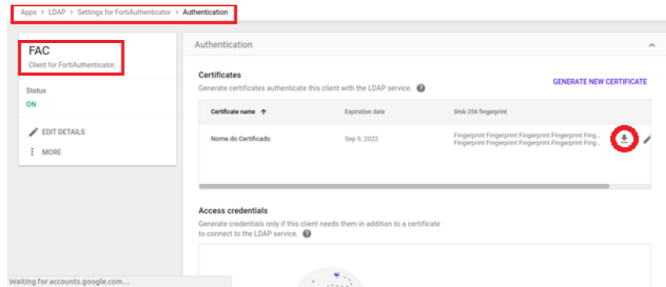 Apps > LDAP > Settings for FortiAuthenticator > Authentication
FAC
Client for FortiAuthenticator.
Status
ON
EDIT DETAILS
MORE
Authentication
Certificates
Generate certificates authenticate this client with the LDAP service.
GENERATE NEW CERTIFICATE
Certificate name
Expiration date
SHA-256 fingerprint
Nome do Certificado
Sep 9, 2022
Fingerprint Fingerprint Fingerprint Fingerprint Fing...
Fingerprint Fingerprint Fingerprint Fingerprint Fing...
Access credentials
Generate credentials only if this client needs them in addition to a certificate
to connect to the LDAP service.
Waiting for accounts.google.com...